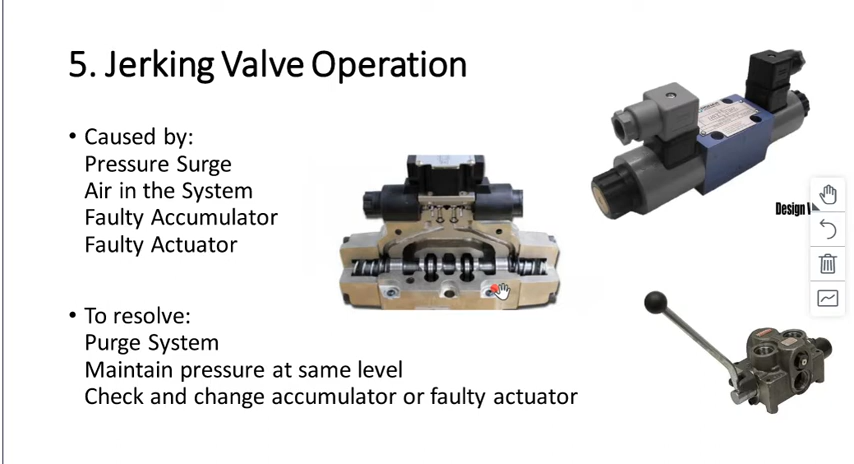 5. Jerking Valve Operation
• Caused by:
Pressure Surge
Air in the System
Faulty Accumulator
Faulty Actuator
Design
• To resolve:
Purge System
Maintain pressure at same level
Check and change accumulator or faulty actuator